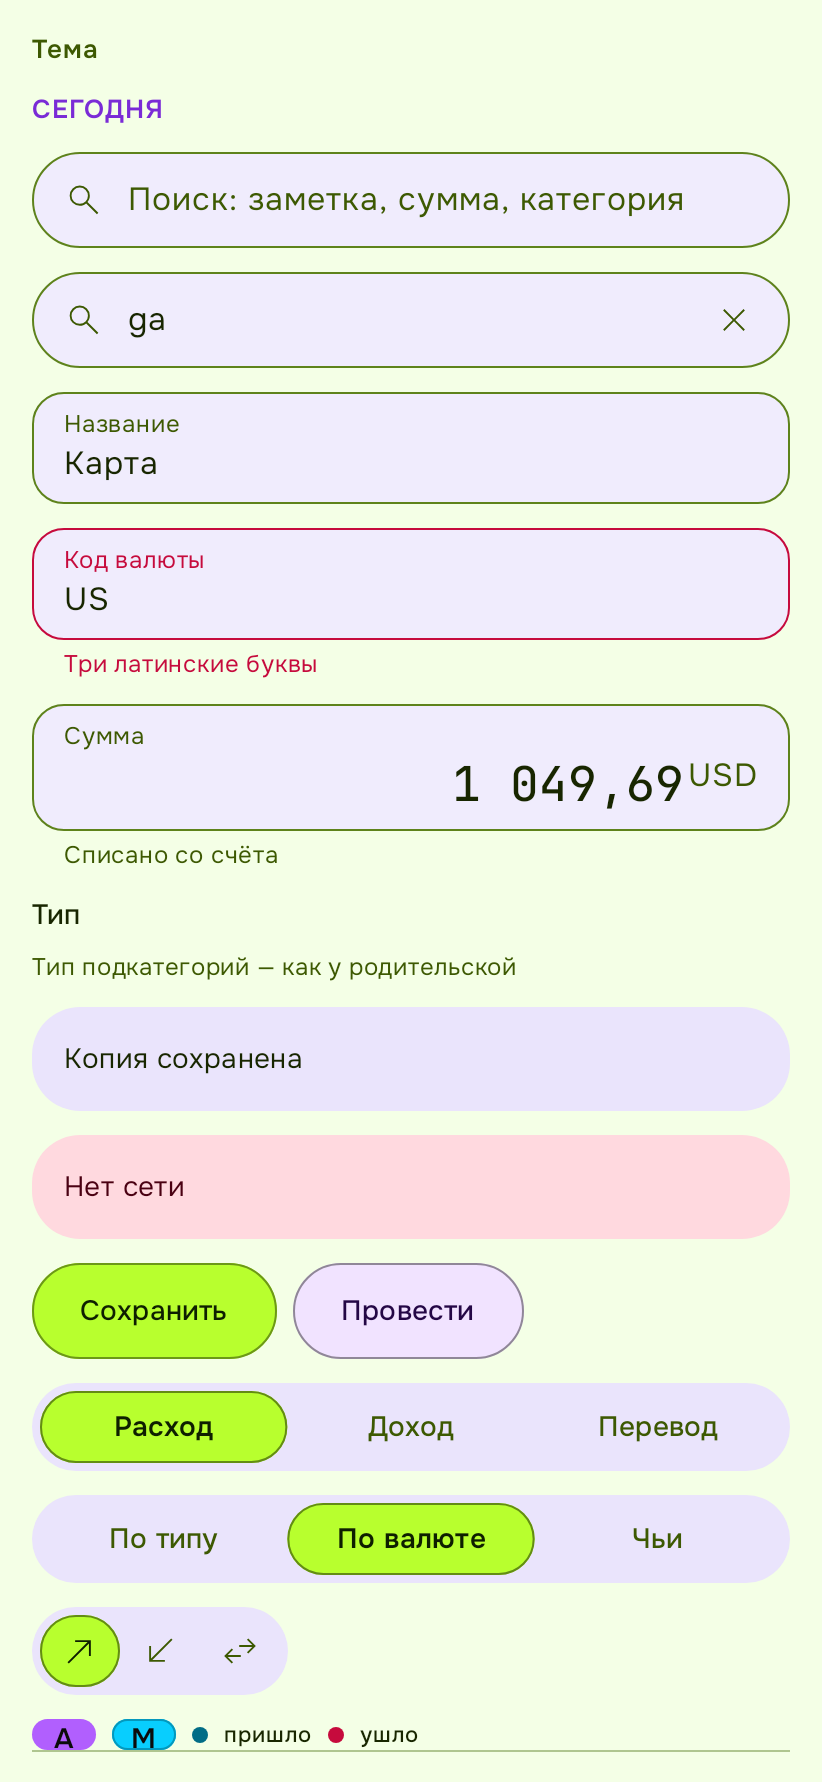 Тема
СЕГОДНЯ
Поиск: заметка, сумма, категория
ga
Название
Карта
Код валюты
US
Три латинские буквы
Сумма
1 049,69 USD
Списано со счёта
Тип
Тип подкатегорий — как у родительской
Копия сохранена
Нет сети
Сохранить Провести
Расход Доход Перевод
По типу По валюте Чьи
А М пришло ушло